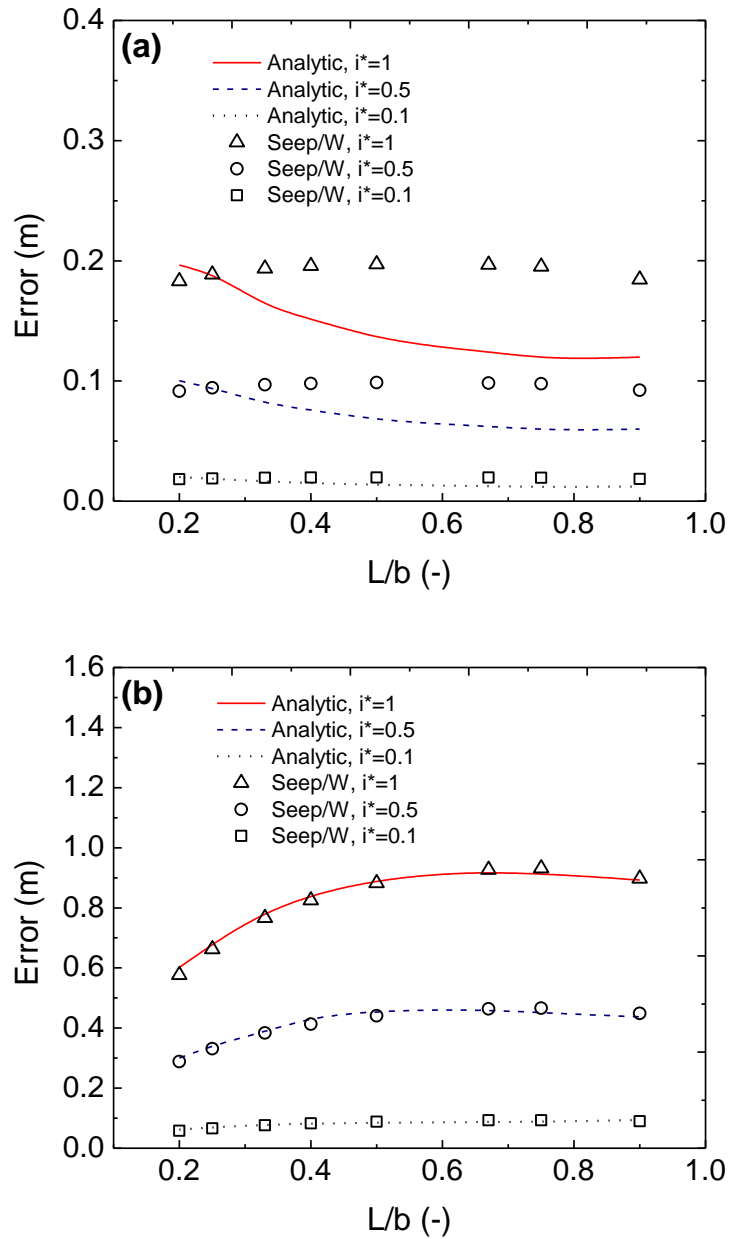 (a)
Analytic, i*=1
Analytic, i*=0.5
Analytic, i*=0.1
Seep/W, i*=1
Seep/W, i*=0.5
Seep/W, i*=0.1
Error (m)
0.4
0.3
0.2
0.1
0.0
0.2 0.4 0.6 0.8 1.0
L/b (-)
(b)
Analytic, i*=1
Analytic, i*=0.5
Analytic, i*=0.1
Seep/W, i*=1
Seep/W, i*=0.5
Seep/W, i*=0.1
Error (m)
1.6
1.4
1.2
1.0
0.8
0.6
0.4
0.2
0.0
0.2 0.4 0.6 0.8 1.0
L/b (-)